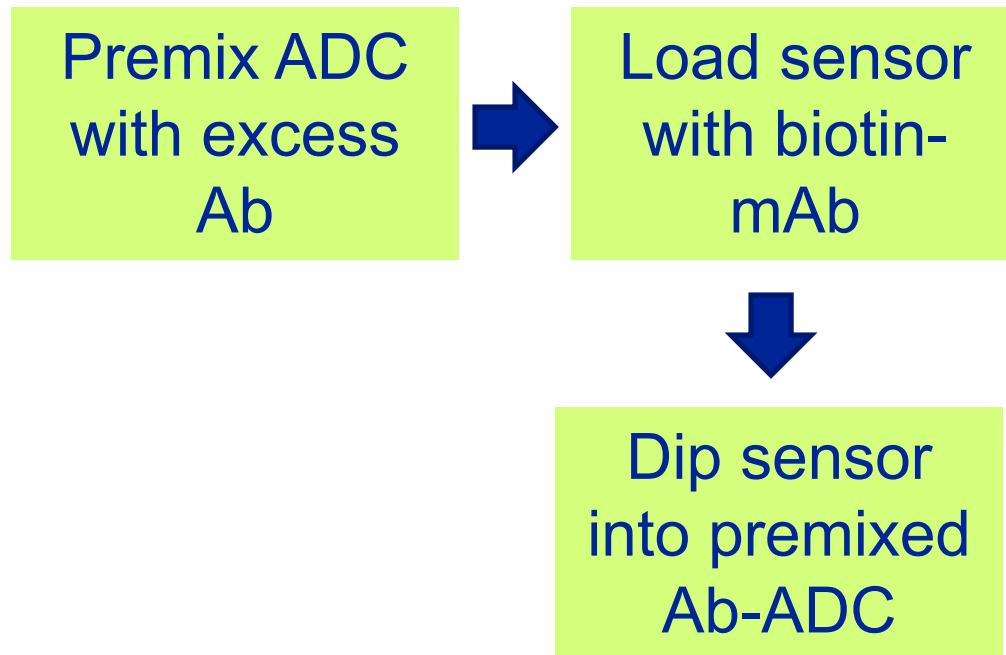 Premix ADC
with excess
Ab
Load sensor
with biotin-
mAb
Dip sensor
into premixed
Ab-ADC